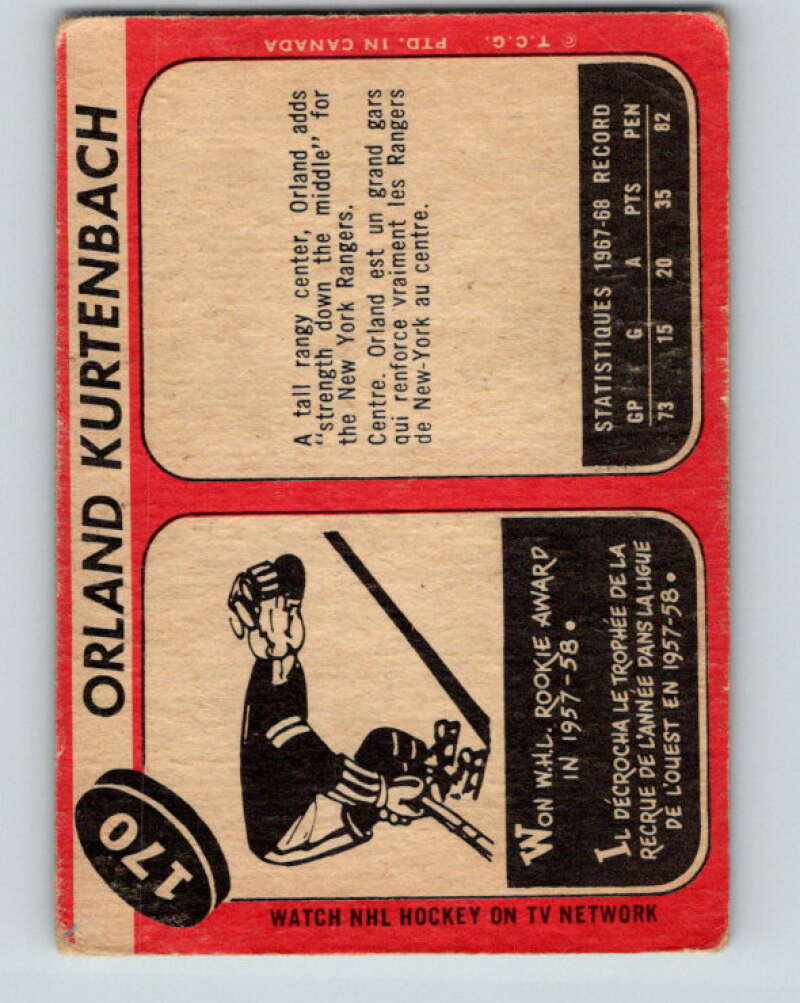 170
ORLAND KURTENBACH
WATCH NHL HOCKEY ON TV NETWORK
WON W.H.L. ROOKIE AWARD
IN 1957-58.
IL DÉCROCHA LE TROPHÉE DE LA
RECRUE DE L'ANNÉE DANS LA LIGUE
DE L'OUEST EN 1957-58.
A tall rangy center, Orland adds
"strength down the middle" for
the New York Rangers.
Centre. Orland est un grand gars
qui renforce vraiment les Rangers
de New-York au centre.
STATISTIQUES 1967-68 RECORD
GP G A PTS PEN
73 15 20 35 82
© T.C.G. PTD. IN CANADA